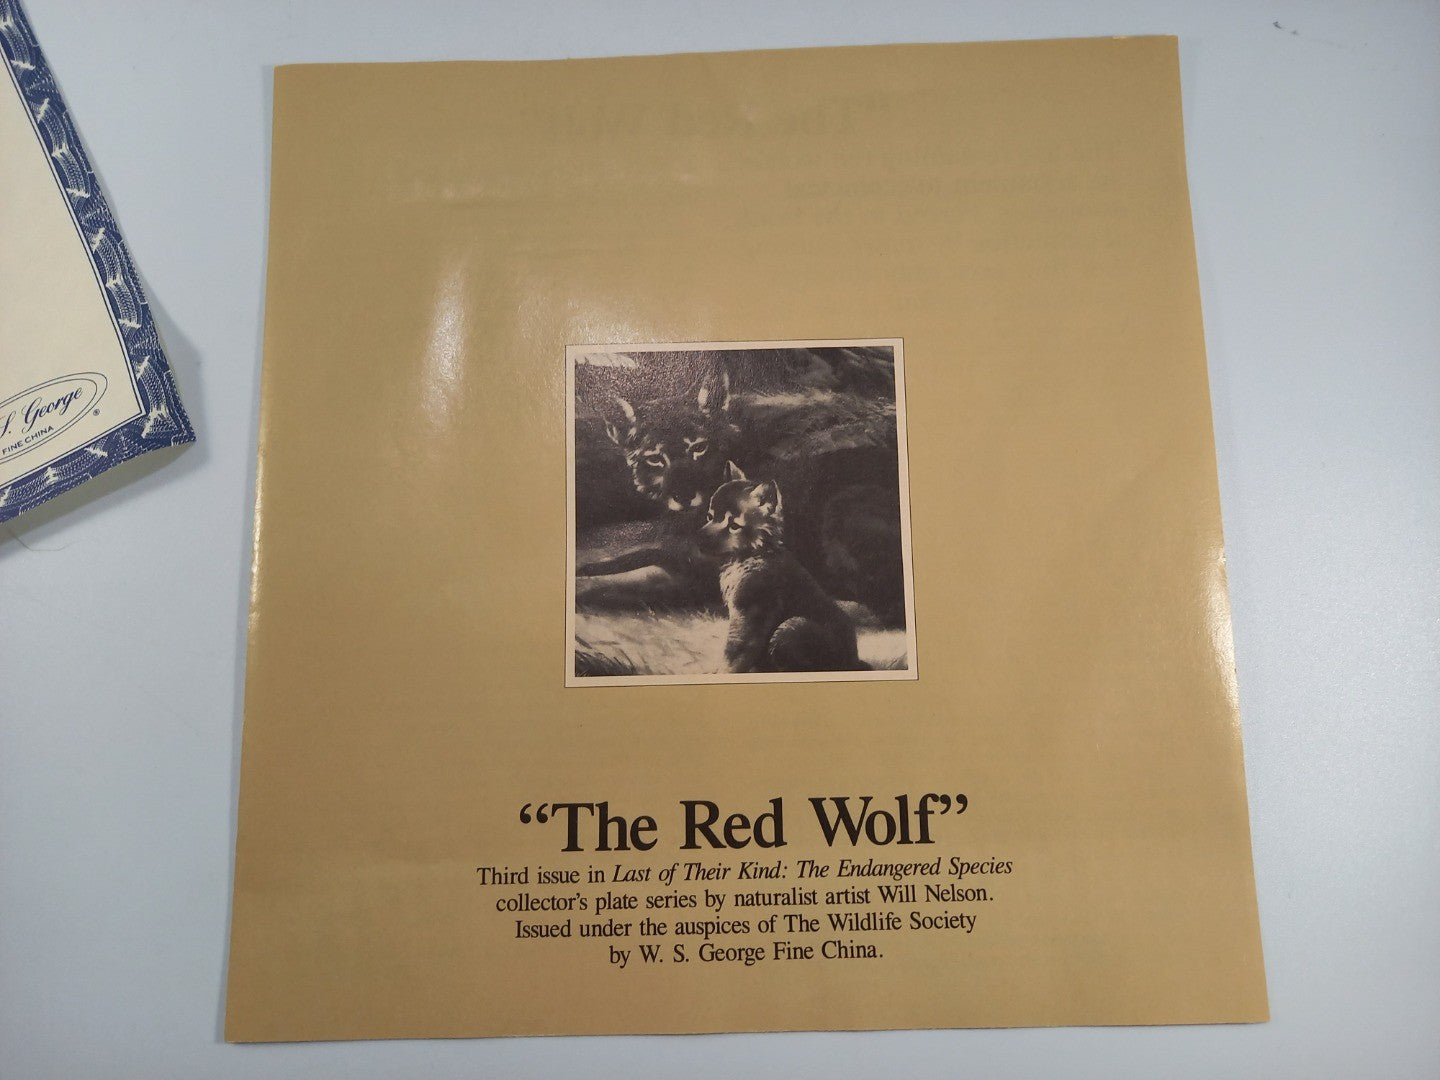 S. George
®
FINE CHINA
“The Red Wolf”
Third issue in Last of Their Kind: The Endangered Species
collector's plate series by naturalist artist Will Nelson.
Issued under the auspices of The Wildlife Society
by W. S. George Fine China.